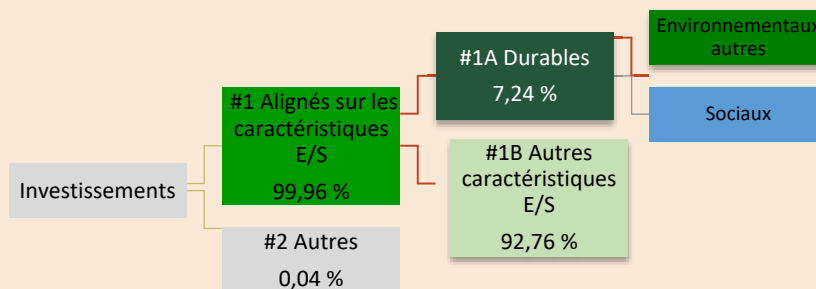 Investissements
#1 Alignés sur les
caractéristiques
E/S
99,96 %
#2 Autres
0,04 %
#1A Durables
7,24 %
#1B Autres
caractéristiques
E/S
92,76 %
Environnementaux
autres
Sociaux